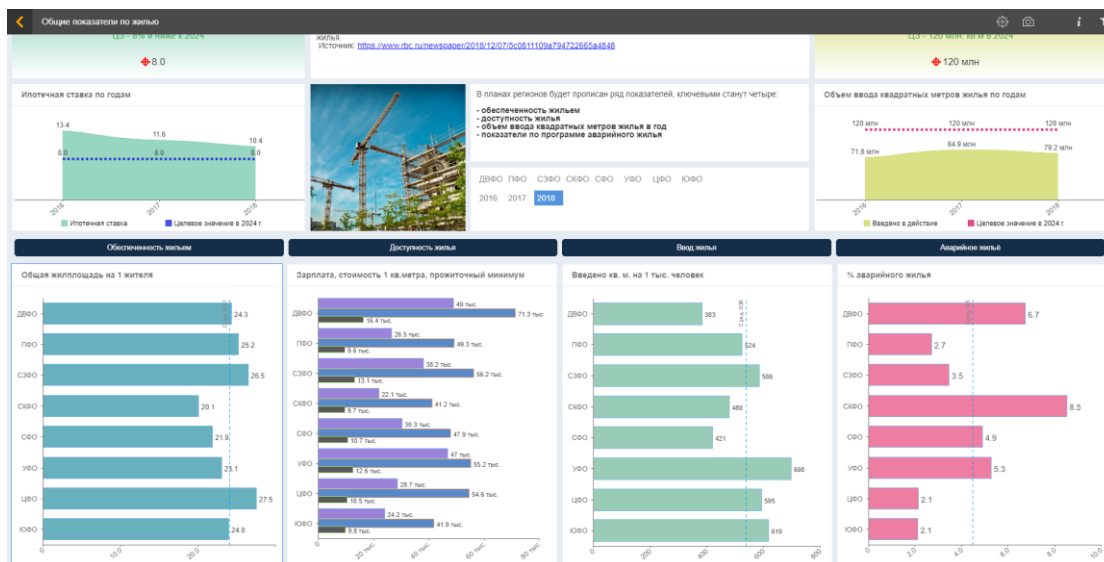 Общие показатели по жилью
ЦЗ - 8% и ниже к 2024
8.0
жилья.
Источник: https://www.rbc.ru/newspaper/2018/12/07/5c0811109a794722665a4848
ЦЗ - 120 млн. кв.м в 2024
120 млн
Ипотечная ставка по годам
13.4
11.6
10.4
8.0
8.0
8.0
2016
2017
2018
Ипотечная ставка
Целевое значение в 2024 г.
В планах регионов будет прописан ряд показателей, ключевыми станут четыре:
- обеспеченность жильем
- доступность жилья
- объем ввода квадратных метров жилья в год
- показатели по программе аварийного жилья
ДВФО ПФО СЗФО СКФО СФО УФО ЦФО ЮФО
2016 2017 2018
Объем ввода квадратных метров жилья по годам
120 млн
120 млн
120 млн
71.8 млн
84.9 млн
79.2 млн
2016
2017
2018
Введено в действие
Целевое значение в 2024 г.
Обеспеченность жильем
Доступность жилья
Ввод жилья
Аварийное жильё
Общая жилплощадь на 1 жителя
ДВФО
24.3
ПФО
25.2
СЗФО
26.5
СКФО
20.1
СФО
21.9
УФО
23.1
ЦФО
27.5
ЮФО
24.0
0
10.0
20.0
Зарплата, стоимость 1 кв.метра, прожиточный минимум
49 тыс.
ДВФО
71.3 тыс.
16.4 тыс.
26.5 тыс.
ПФО
49.3 тыс.
9.6 тыс.
38.2 тыс.
СЗФО
56.2 тыс.
13.1 тыс.
22.1 тыс.
СКФО
41.2 тыс.
9.7 тыс.
30.3 тыс.
СФО
47.9 тыс.
10.7 тыс.
47 тыс.
УФО
55.2 тыс.
12.6 тыс.
28.7 тыс.
ЦФО
54.6 тыс.
10.5 тыс.
24.2 тыс.
ЮФО
41.9 тыс.
0
20 тыс.
40 тыс.
60 тыс.
80 тыс.
Введено кв. м. на 1 тыс. человек
ДВФО
383
ПФО
524
СЗФО
586
СКФО
480
СФО
421
УФО
698
ЦФО
595
ЮФО
619
0
200
400
600
800
% аварийного жилья
ДВФО
6.7
ПФО
2.7
СЗФО
3.5
СКФО
8.5
СФО
4.9
УФО
5.3
ЦФО
2.1
ЮФО
2.1
0
2.0
4.0
6.0
8.0
10.0